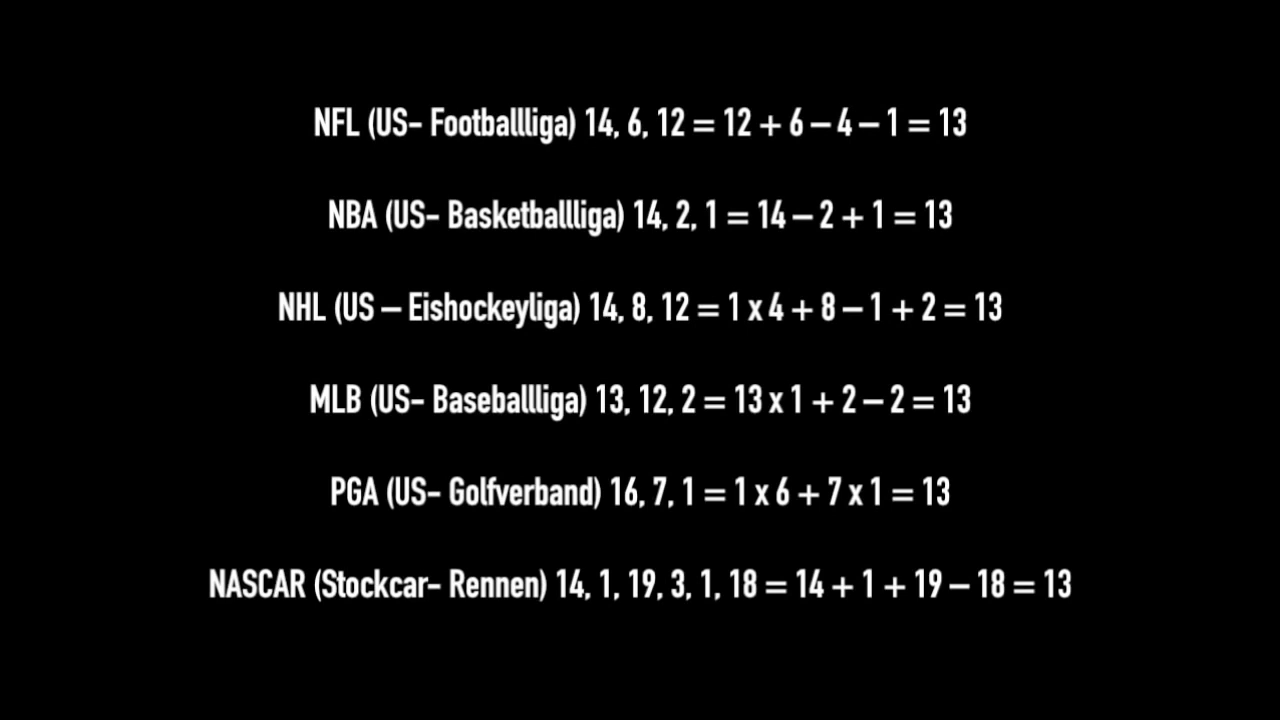 NFL (US– Footballliga) 14, 6, 12 = 12 + 6 – 4 – 1 = 13
NBA (US– Basketballliga) 14, 2, 1 = 14 – 2 + 1 = 13
NHL (US – Eishockeyliga) 14, 8, 12 = 1 x 4 + 8 – 1 + 2 = 13
MLB (US– Baseballliga) 13, 12, 2 = 13 x 1 + 2 – 2 = 13
PGA (US– Golfverband) 16, 7, 1 = 1 x 6 + 7 x 1 = 13
NASCAR (Stockcar– Rennen) 14, 1, 19, 3, 1, 18 = 14 + 1 + 19 – 18 = 13